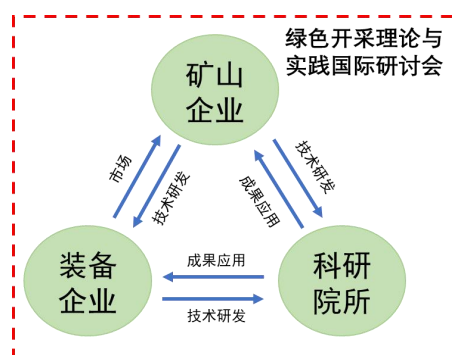 绿色开采理论与
实践国际研讨会
矿山
企业
市场
技术研发
技术研发
成果应用
装备
企业
成果应用
技术研发
科研
院所